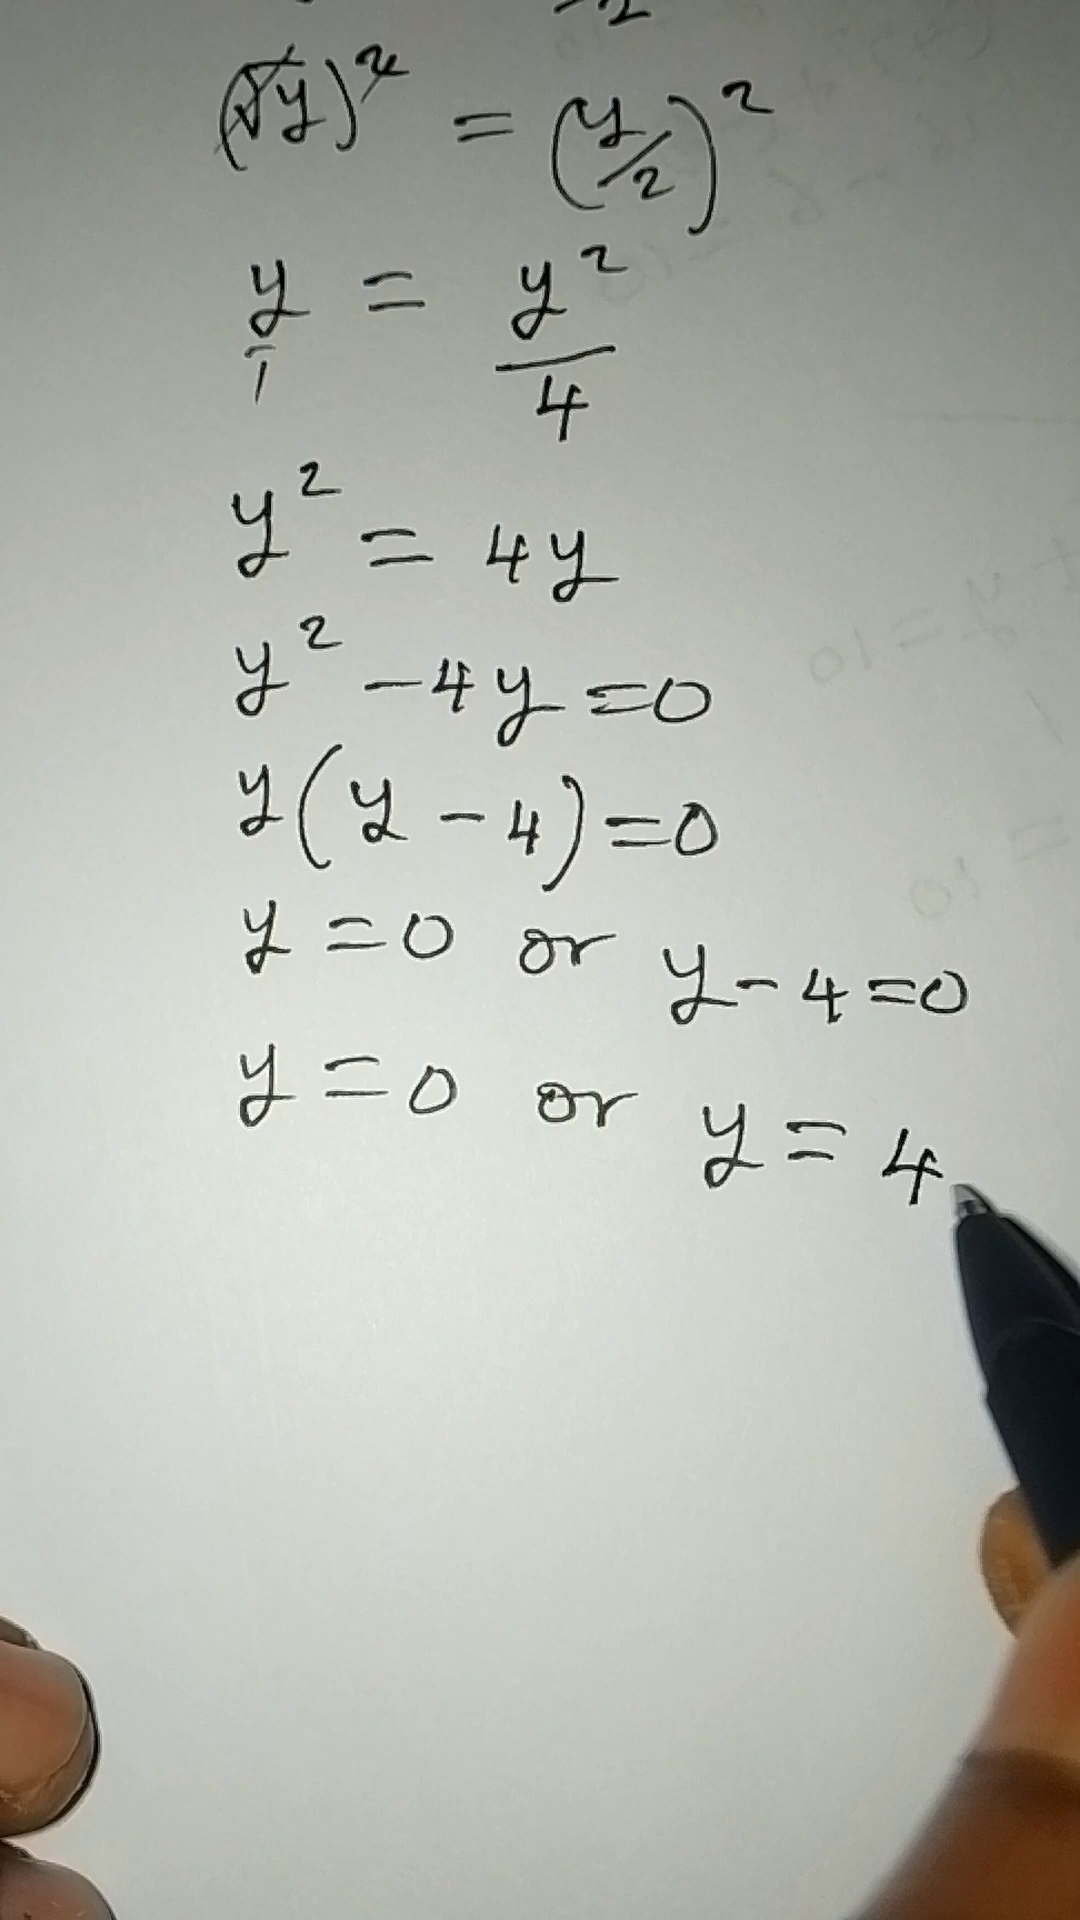 2
(√y)² = (y/2)²
y/1 = y²/4
y² = 4y
y² - 4y = 0
y(y - 4) = 0
y = 0 or y - 4 = 0
y = 0 or y = 4